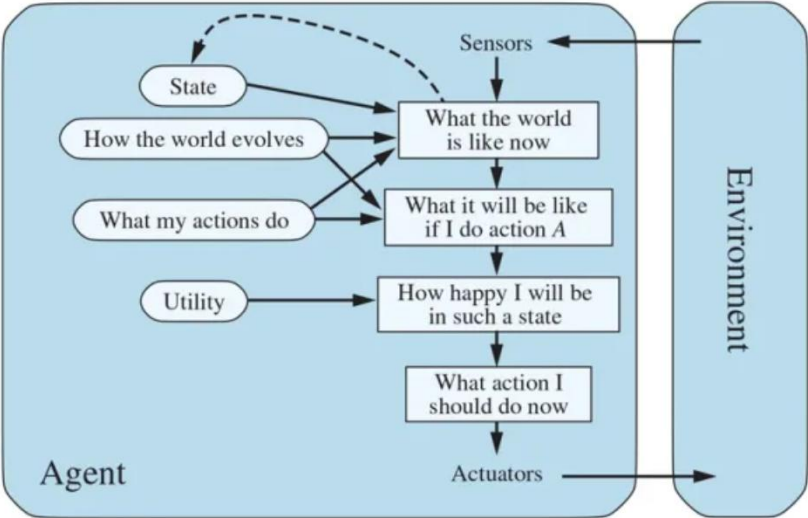 Sensors
State
What the world
is like now
How the world evolves
What my actions do
What it will be like
if I do action A
Utility
How happy I will be
in such a state
What action I
should do now
Agent
Actuators
Environment